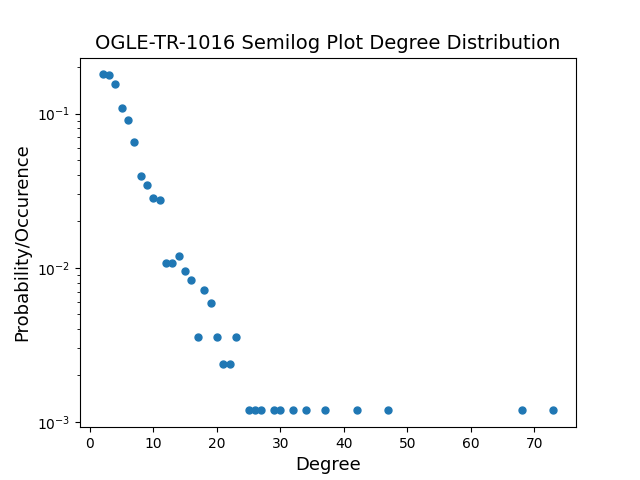 OGLE-TR-1016 Semilog Plot Degree Distribution
Probability/Occurence
10⁻¹
10⁻²
10⁻³
0 10 20 30 40 50 60 70
Degree